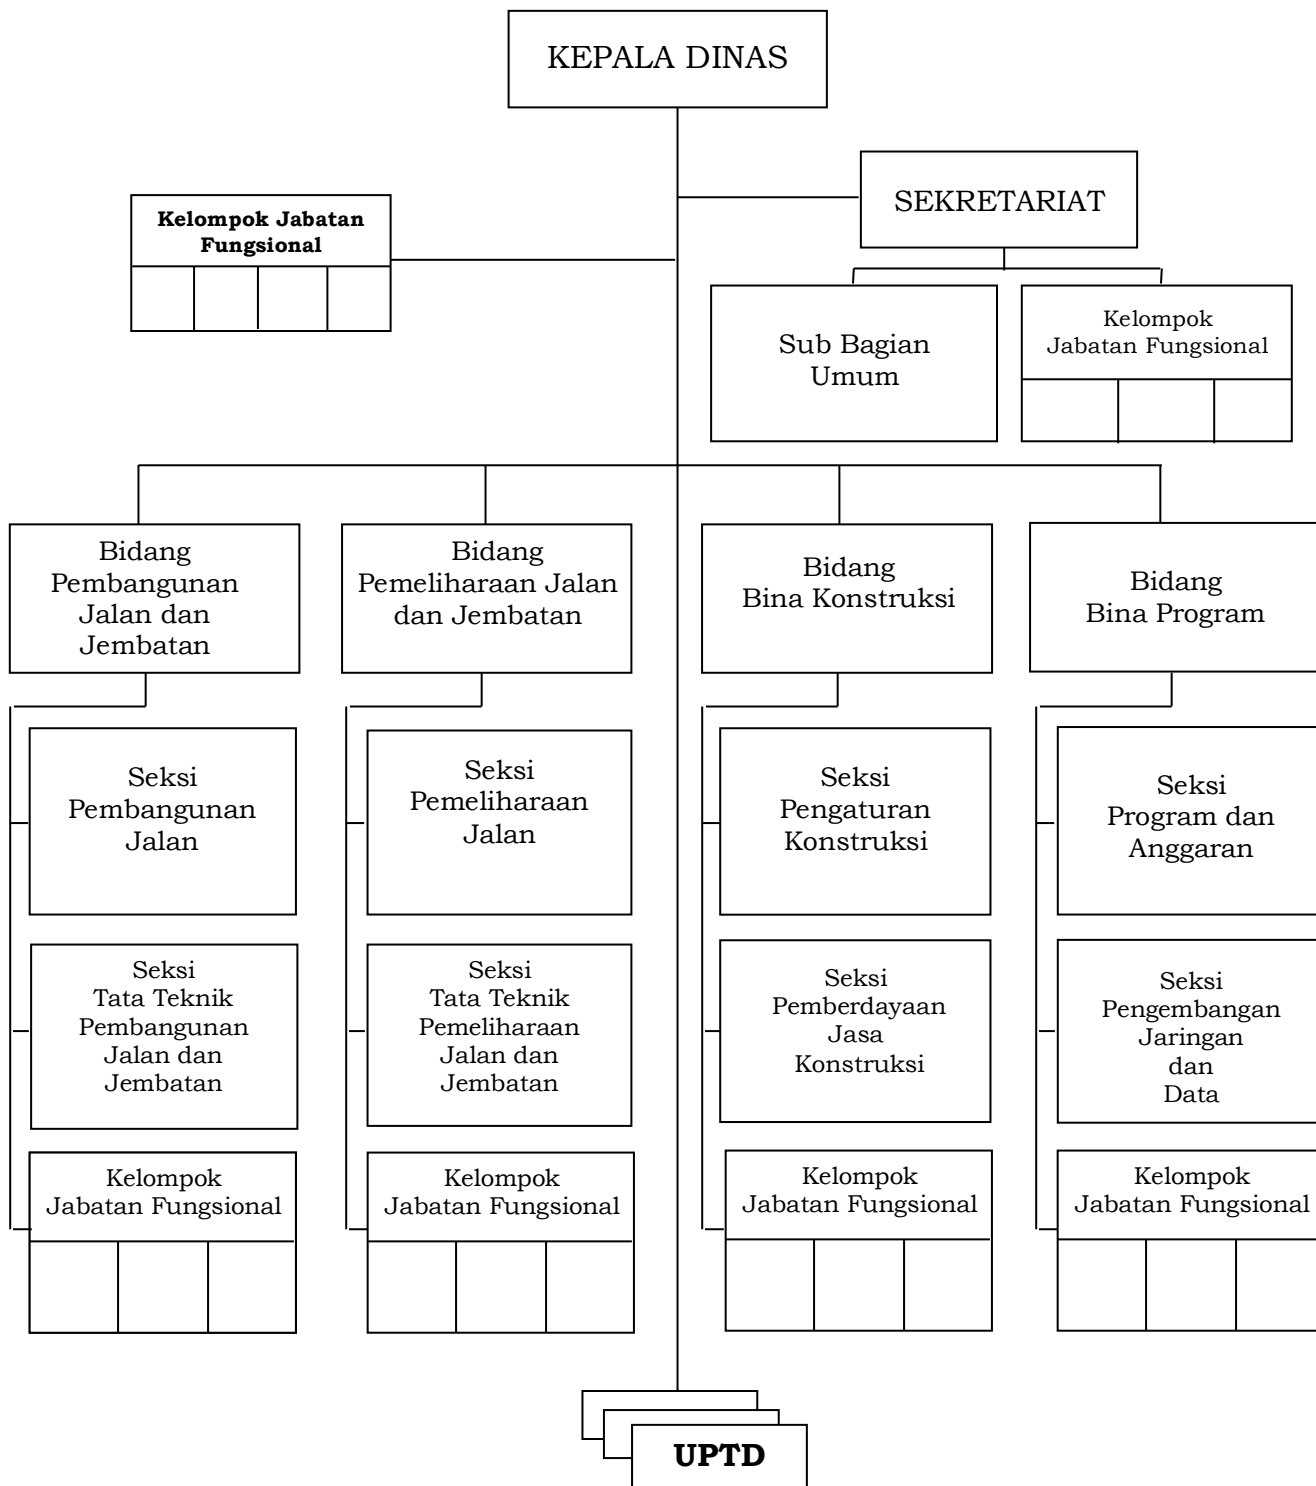 KEPALA DINAS
SEKRETARIAT
Kelompok Jabatan
Fungsional
Sub Bagian
Umum
Kelompok
Jabatan Fungsional
Bidang
Pembangunan
Jalan dan
Jembatan
Bidang
Pemeliharaan Jalan
dan Jembatan
Bidang
Bina Konstruksi
Bidang
Bina Program
Seksi
Pembangunan
Jalan
Seksi
Pemeliharaan
Jalan
Seksi
Pengaturan
Konstruksi
Seksi
Program dan
Anggaran
Seksi
Tata Teknik
Pembangunan
Jalan dan
Jembatan
Seksi
Tata Teknik
Pemeliharaan
Jalan dan
Jembatan
Seksi
Pemberdayaan
Jasa
Konstruksi
Seksi
Pengembangan
Jaringan
dan
Data
Kelompok
Jabatan Fungsional
Kelompok
Jabatan Fungsional
Kelompok
Jabatan Fungsional
Kelompok
Jabatan Fungsional
UPTD